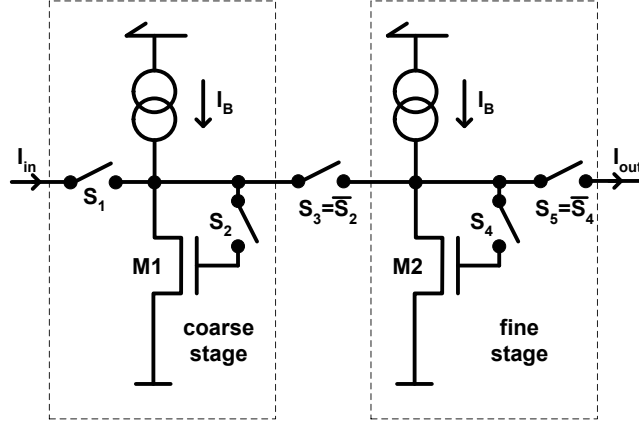 I_B
I_B
I_in
I_out
S_1
S_2
S_3=S̅_2
S_4
S_5=S̅_4
M1
M2
coarse
stage
fine
stage